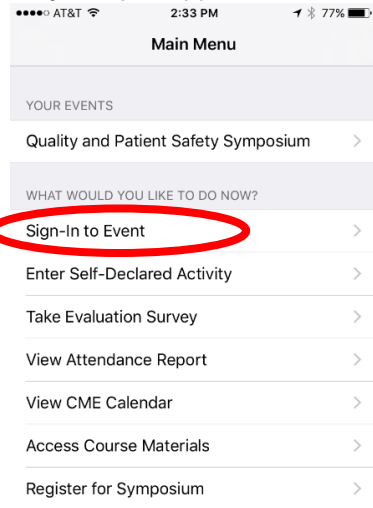 AT&T 2:33 PM 77%
Main Menu
YOUR EVENTS
Quality and Patient Safety Symposium
WHAT WOULD YOU LIKE TO DO NOW?
Sign-In to Event
Enter Self-Declared Activity
Take Evaluation Survey
View Attendance Report
View CME Calendar
Access Course Materials
Register for Symposium